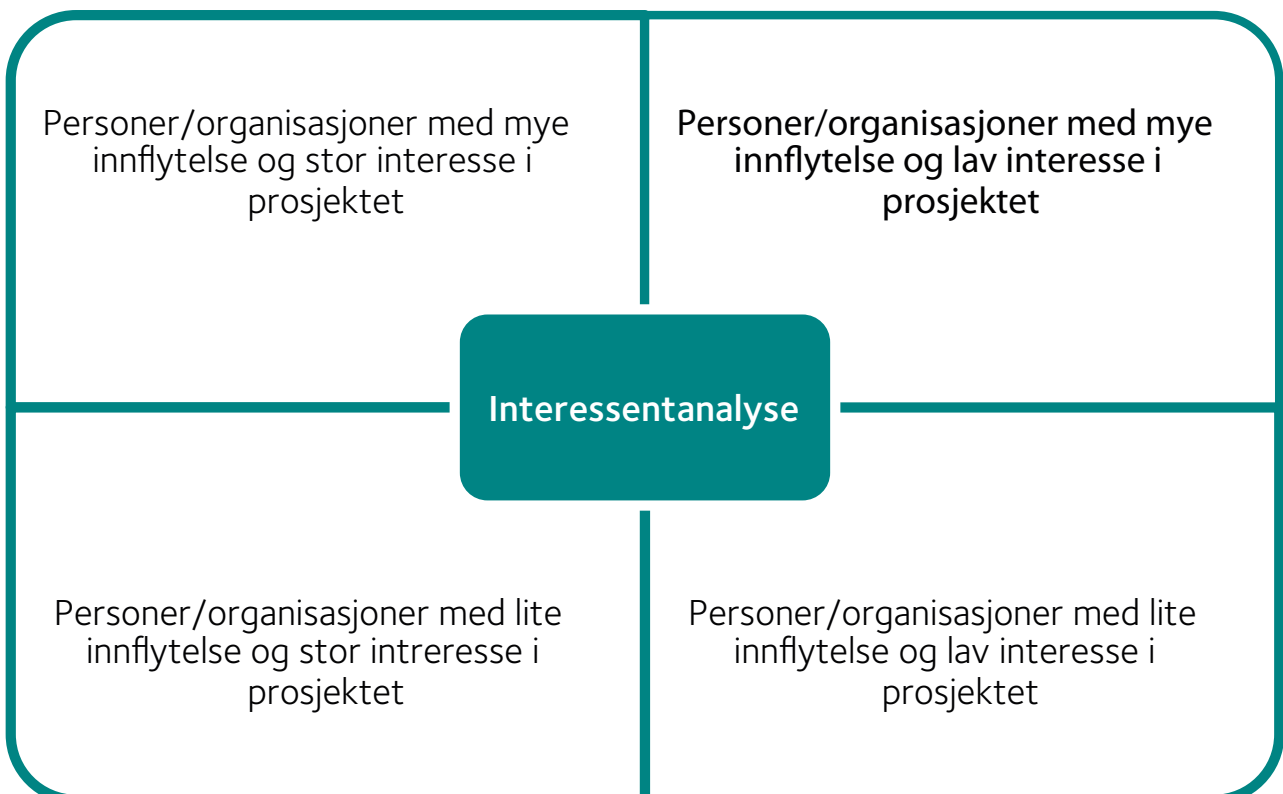 Personer/organisasjoner med mye
innflytelse og stor interesse i
prosjektet
Personer/organisasjoner med mye
innflytelse og lav interesse i
prosjektet
Interessentanalyse
Personer/organisasjoner med lite
innflytelse og stor intreresse i
prosjektet
Personer/organisasjoner med lite
innflytelse og lav interesse i
prosjektet